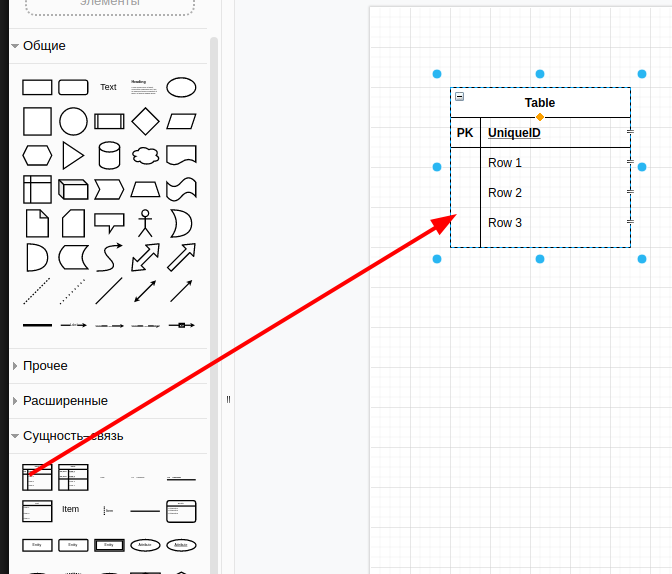 элементы
Общие
Text
Heading
Прочее
Расширенные
Сущность-связь
Item
Entity
Entity
Entity
Attribute
Attribute
Table
PK UniqueID
Row 1
Row 2
Row 3